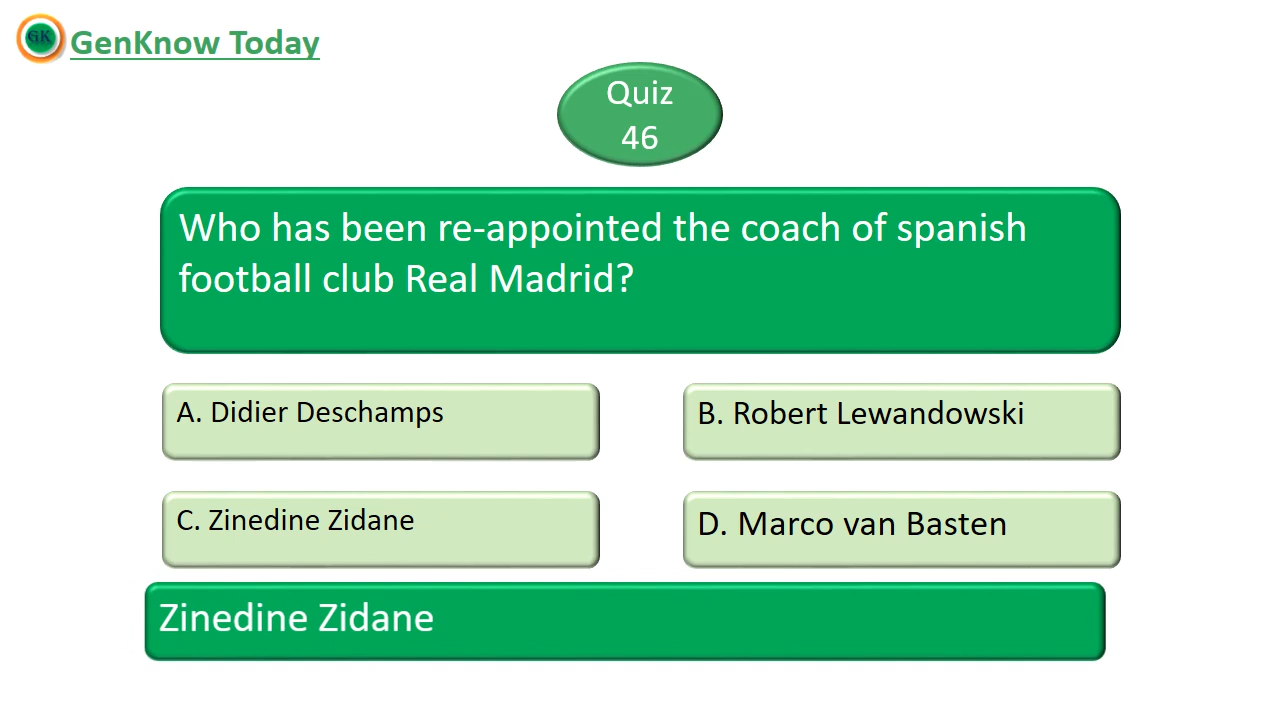 GK
GenKnow Today
Quiz
46
Who has been re-appointed the coach of spanish
football club Real Madrid?
A. Didier Deschamps
B. Robert Lewandowski
C. Zinedine Zidane
D. Marco van Basten
Zinedine Zidane